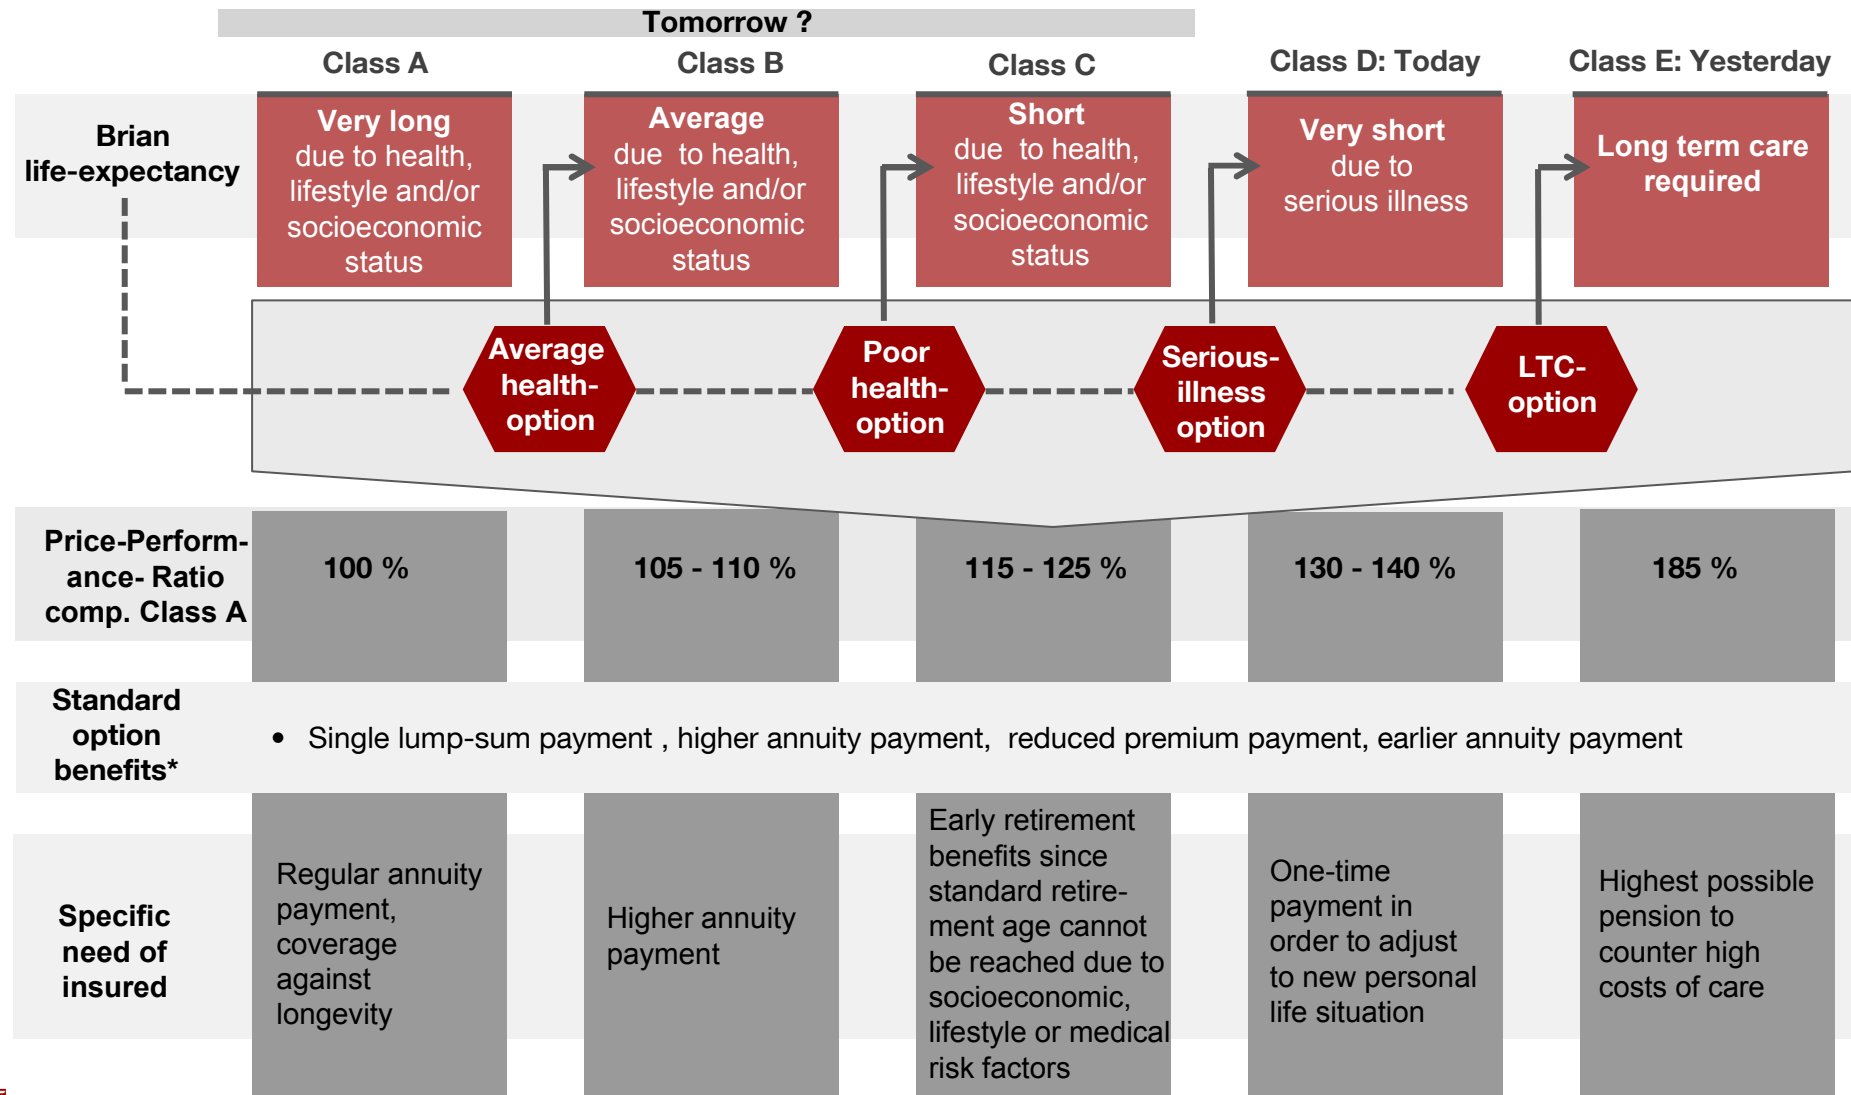 Tomorrow ?
Class A
Class B
Class C
Class D: Today
Class E: Yesterday
Brian
life-expectancy
Very long
due to health,
lifestyle and/or
socioeconomic
status
Average
due  to health,
lifestyle and/or
socioeconomic
status
Short
due  to health,
lifestyle and/or
socioeconomic
status
Very short
due to
serious illness
Long term care
required
Average
health-
option
Poor
health-
option
Serious-
illness
option
LTC-
option
Price-Perform-
ance- Ratio
comp. Class A
100 %
105 - 110 %
115 - 125 %
130 - 140 %
185 %
Standard
option
benefits*
• Single lump-sum payment , higher annuity payment,  reduced premium payment, earlier annuity payment
Specific
need of
insured
Regular annuity
payment,
coverage
against
longevity
Higher annuity
payment
Early retirement
benefits since
standard retire-
ment age cannot
be reached due to
socioeconomic,
lifestyle or medical
risk factors
One-time
payment in
order to adjust
to new personal
life situation
Highest possible
pension to
counter high
costs of care